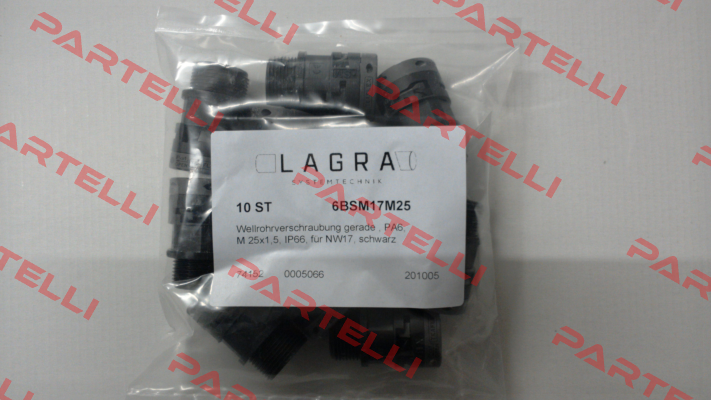 LAGRA
SYSTEMTECHNIK
10 ST 6BSM17M25
Wellrohrverschraubung gerade , PA6,
M 25x1,5, IP66, für NW17, schwarz
74152 0005066 201005
PARTELLI
PARTELLI
PARTELLI
PARTELLI
PARTELLI
PARTELLI
PARTELLI